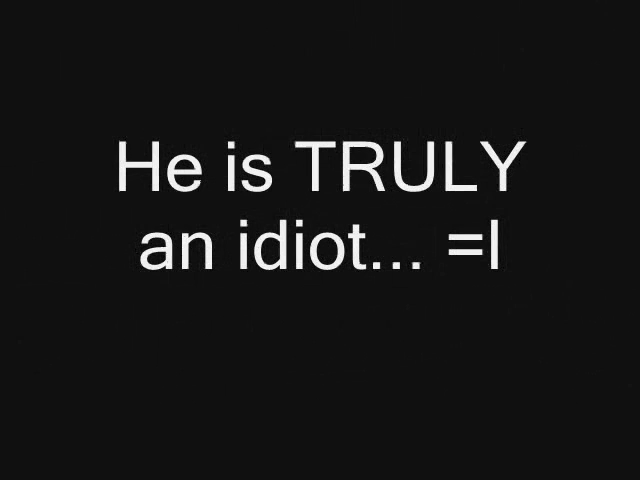 He is TRULY
an idiot... =l